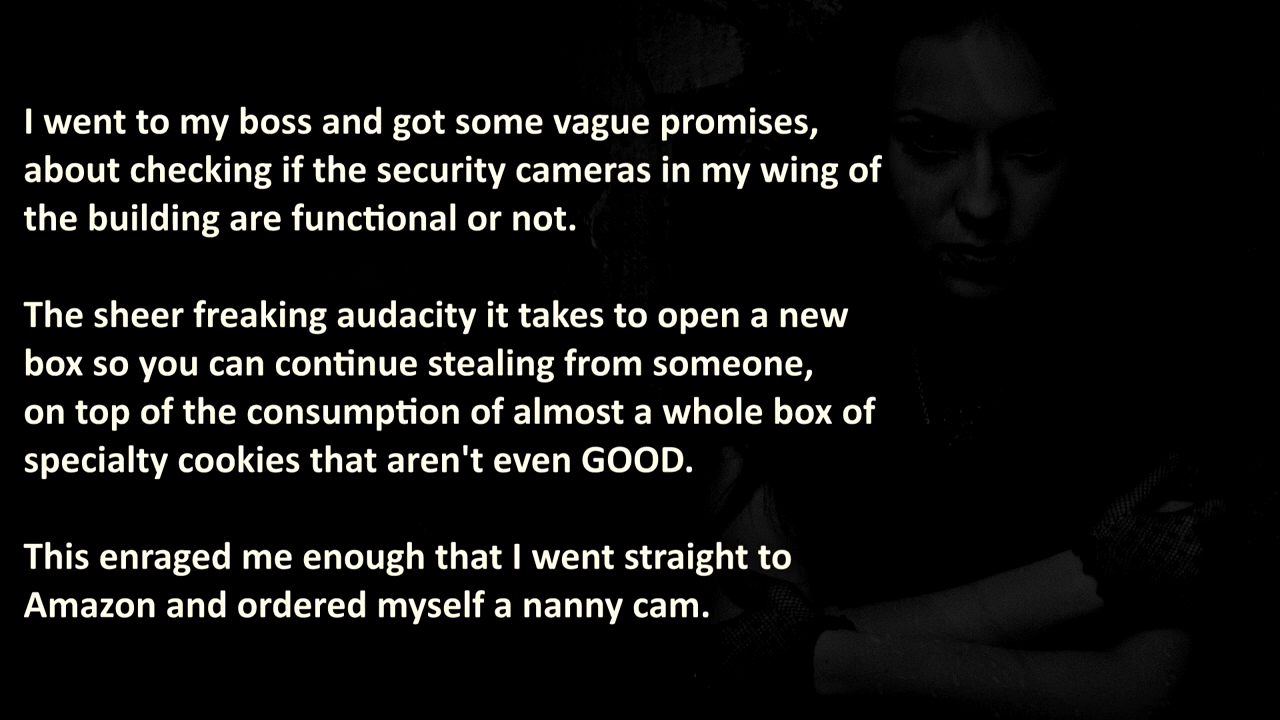 I went to my boss and got some vague promises,
about checking if the security cameras in my wing of
the building are functional or not.
The sheer freaking audacity it takes to open a new
box so you can continue stealing from someone,
on top of the consumption of almost a whole box of
specialty cookies that aren't even GOOD.
This enraged me enough that I went straight to
Amazon and ordered myself a nanny cam.